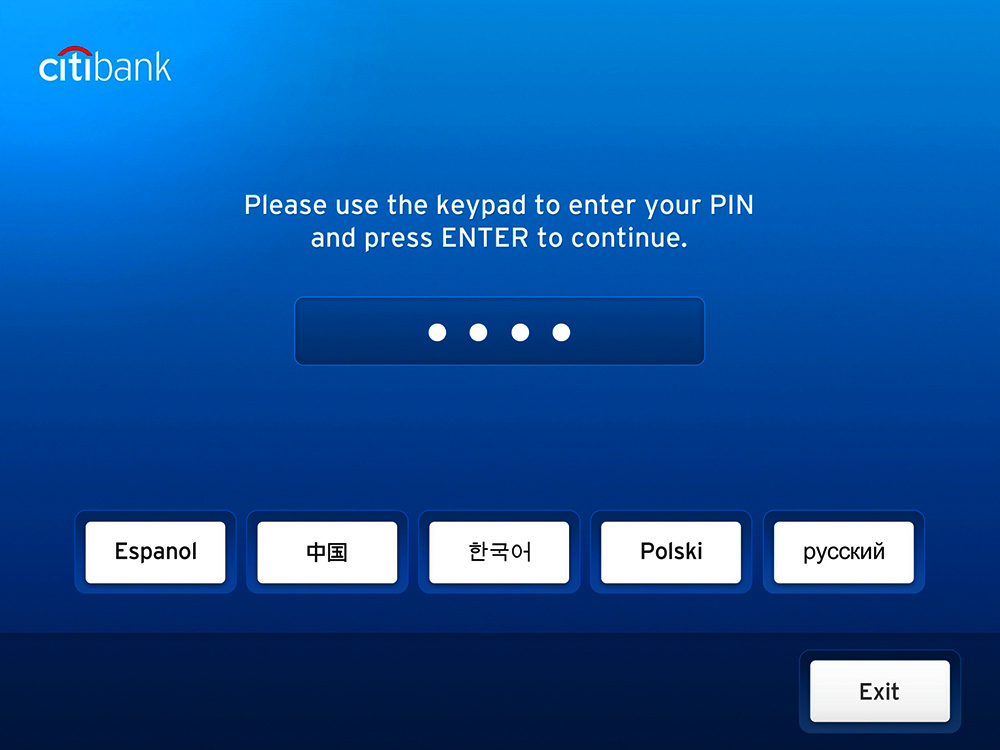 citibank
Please use the keypad to enter your PIN
and press ENTER to continue.
Espanol
中国
한국어
Polski
русский
Exit